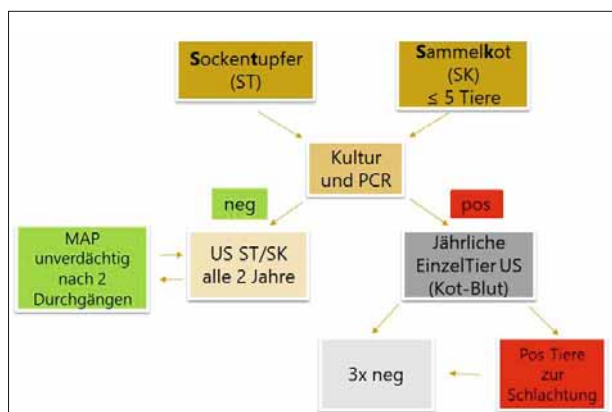 Sockentupfer
(ST)
Sammelkot
(SK)
≤ 5 Tiere
Kultur
und PCR
neg
pos
MAP
unverdächtig
nach 2
Durchgängen
US ST/SK
alle 2 Jahre
Jährliche
EinzelTier US
(Kot-Blut)
3x neg
Pos Tiere
zur
Schlachtung